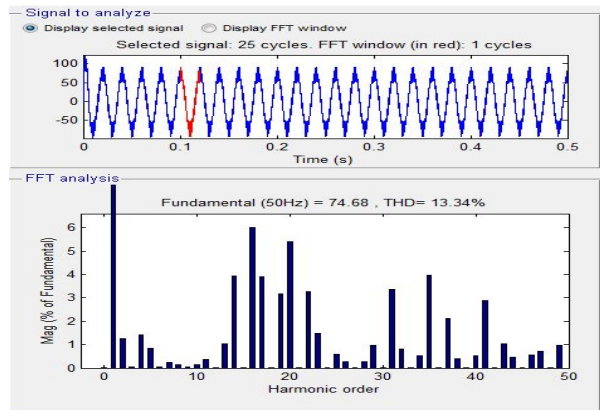 Signal to analyze
Display selected signal Display FFT window
Selected signal: 25 cycles. FFT window (in red): 1 cycles
100
50
0
-50
0 0.1 0.2 0.3 0.4 0.5
Time (s)
FFT analysis
Fundamental (50Hz) = 74.68 , THD= 13.34%
Mag (% of Fundamental)
6
5
4
3
2
1
0
0 10 20 30 40 50
Harmonic order